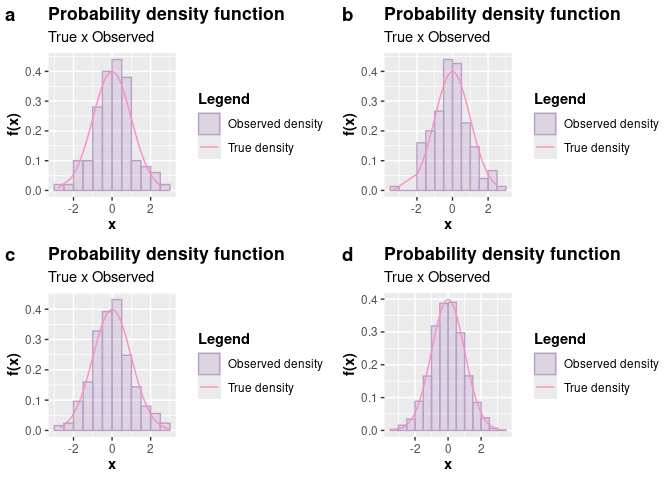 a
Probability density function
True x Observed
f(x)
0.4
0.3
0.2
0.1
0.0
-2
0
2
x
Legend
Observed density
True density
b
Probability density function
True x Observed
f(x)
0.4
0.3
0.2
0.1
0.0
-2
0
2
x
Legend
Observed density
True density
c
Probability density function
True x Observed
f(x)
0.4
0.3
0.2
0.1
0.0
-2
0
2
x
Legend
Observed density
True density
d
Probability density function
True x Observed
f(x)
0.4
0.3
0.2
0.1
0.0
-2
0
2
x
Legend
Observed density
True density